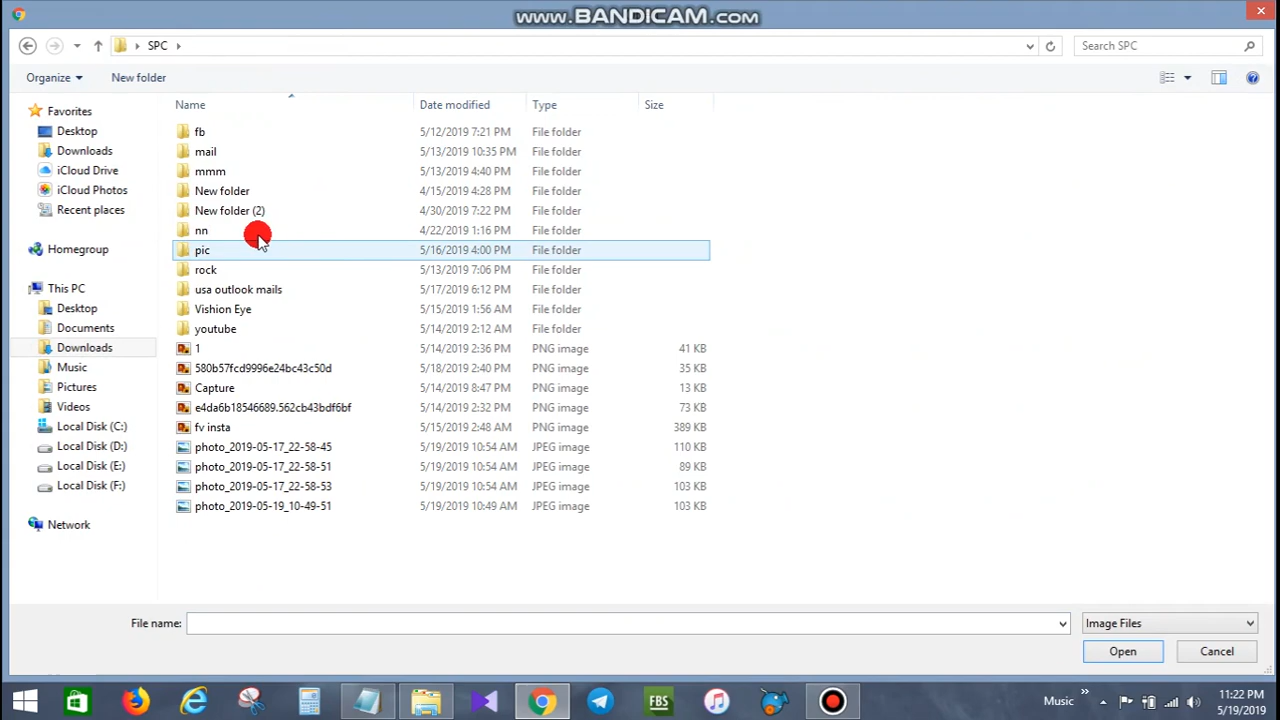 www.BANDICAM.com
SPC
Search SPC
Organize
New folder
Name Date modified Type Size
Favorites
Desktop
Downloads
iCloud Drive
iCloud Photos
Recent places
Homegroup
This PC
Desktop
Documents
Downloads
Music
Pictures
Videos
Local Disk (C:)
Local Disk (D:)
Local Disk (E:)
Local Disk (F:)
Network
fb 5/12/2019 7:21 PM File folder
mail 5/13/2019 10:35 PM File folder
mmm 5/13/2019 4:40 PM File folder
New folder 4/15/2019 4:28 PM File folder
New folder (2) 4/30/2019 7:22 PM File folder
nn 4/22/2019 1:16 PM File folder
pic 5/16/2019 4:00 PM File folder
rock 5/13/2019 7:06 PM File folder
usa outlook mails 5/17/2019 6:12 PM File folder
Vishion Eye 5/15/2019 1:56 AM File folder
youtube 5/14/2019 2:12 AM File folder
1 5/14/2019 2:36 PM PNG image 41 KB
580b57fcd9996e24bc43c50d 5/18/2019 2:40 PM PNG image 35 KB
Capture 5/14/2019 8:47 PM PNG image 13 KB
e4da6b18546689.562cb43bdf6bf 5/14/2019 2:32 PM PNG image 73 KB
fv insta 5/15/2019 2:48 AM PNG image 389 KB
photo_2019-05-17_22-58-45 5/19/2019 10:54 AM JPEG image 110 KB
photo_2019-05-17_22-58-51 5/19/2019 10:54 AM JPEG image 89 KB
photo_2019-05-17_22-58-53 5/19/2019 10:54 AM JPEG image 103 KB
photo_2019-05-19_10-49-51 5/19/2019 10:49 AM JPEG image 103 KB
File name:
Image Files
Open
Cancel
FBS
Music
11:22 PM
5/19/2019